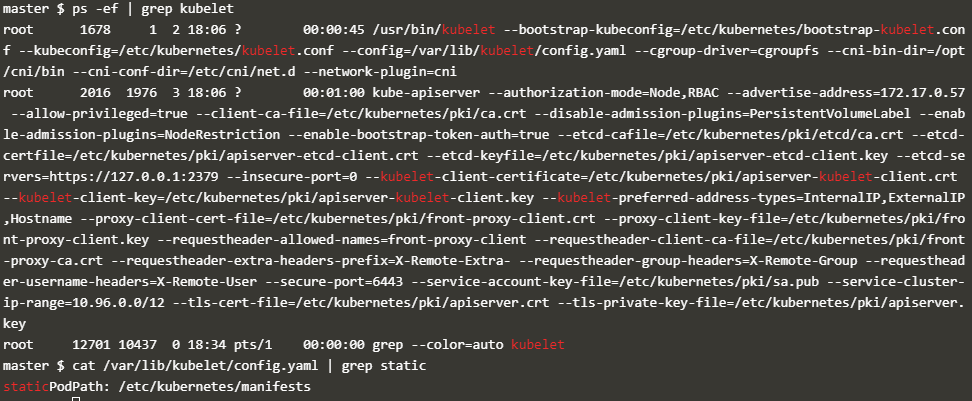 master $ ps -ef | grep kubelet
root      1678     1  2 18:06 ?        00:00:45 /usr/bin/kubelet --bootstrap-kubeconfig=/etc/kubernetes/bootstrap-kubelet.con
f --kubeconfig=/etc/kubernetes/kubelet.conf --config=/var/lib/kubelet/config.yaml --cgroup-driver=cgroupfs --cni-bin-dir=/opt
/cni/bin --cni-conf-dir=/etc/cni/net.d --network-plugin=cni
root      2016  1976  3 18:06 ?        00:01:00 kube-apiserver --authorization-mode=Node,RBAC --advertise-address=172.17.0.57
 --allow-privileged=true --client-ca-file=/etc/kubernetes/pki/ca.crt --disable-admission-plugins=PersistentVolumeLabel --enab
le-admission-plugins=NodeRestriction --enable-bootstrap-token-auth=true --etcd-cafile=/etc/kubernetes/pki/etcd/ca.crt --etcd-
certfile=/etc/kubernetes/pki/apiserver-etcd-client.crt --etcd-keyfile=/etc/kubernetes/pki/apiserver-etcd-client.key --etcd-se
rvers=https://127.0.0.1:2379 --insecure-port=0 --kubelet-client-certificate=/etc/kubernetes/pki/apiserver-kubelet-client.crt
--kubelet-client-key=/etc/kubernetes/pki/apiserver-kubelet-client.key --kubelet-preferred-address-types=InternalIP,ExternalIP
,Hostname --proxy-client-cert-file=/etc/kubernetes/pki/front-proxy-client.crt --proxy-client-key-file=/etc/kubernetes/pki/fro
nt-proxy-client.key --requestheader-allowed-names=front-proxy-client --requestheader-client-ca-file=/etc/kubernetes/pki/front
-proxy-ca.crt --requestheader-extra-headers-prefix=X-Remote-Extra- --requestheader-group-headers=X-Remote-Group --requesthead
er-username-headers=X-Remote-User --secure-port=6443 --service-account-key-file=/etc/kubernetes/pki/sa.pub --service-cluster-
ip-range=10.96.0.0/12 --tls-cert-file=/etc/kubernetes/pki/apiserver.crt --tls-private-key-file=/etc/kubernetes/pki/apiserver.
key
root     12701 10437  0 18:34 pts/1    00:00:00 grep --color=auto kubelet
master $ cat /var/lib/kubelet/config.yaml | grep static
staticPodPath: /etc/kubernetes/manifests